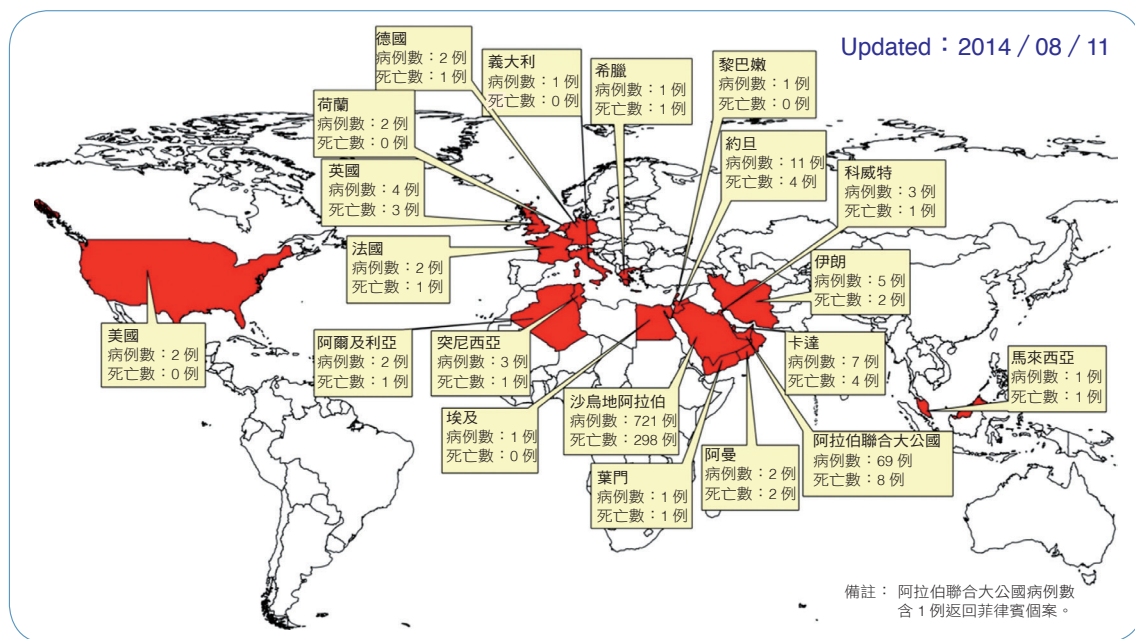 Updated：2014 / 08 / 11
德國
病例數：2 例
死亡數：1 例
義大利
病例數：1 例
死亡數：0 例
希臘
病例數：1 例
死亡數：1 例
黎巴嫩
病例數：1 例
死亡數：0 例
荷蘭
病例數：2 例
死亡數：0 例
約旦
病例數：11 例
死亡數：4 例
科威特
病例數：3 例
死亡數：1 例
英國
病例數：4 例
死亡數：3 例
法國
病例數：2 例
死亡數：1 例
伊朗
病例數：5 例
死亡數：2 例
美國
病例數：2 例
死亡數：0 例
阿爾及利亞
病例數：2 例
死亡數：1 例
突尼西亞
病例數：3 例
死亡數：1 例
卡達
病例數：7 例
死亡數：4 例
馬來西亞
病例數：1 例
死亡數：1 例
埃及
病例數：1 例
死亡數：0 例
沙烏地阿拉伯
病例數：721 例
死亡數：298 例
阿拉伯聯合大公國
病例數：69 例
死亡數：8 例
葉門
病例數：1 例
死亡數：1 例
阿曼
病例數：2 例
死亡數：2 例
備註： 阿拉伯聯合大公國病例數
含 1 例返回菲律賓個案。